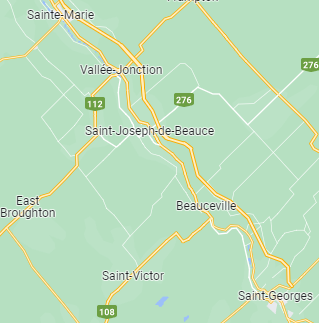 Sainte-Marie
Vallée-Jonction
276
112
276
Saint-Joseph-de-Beauce
East
Broughton
Beauceville
Saint-Victor
Saint-Georges
108